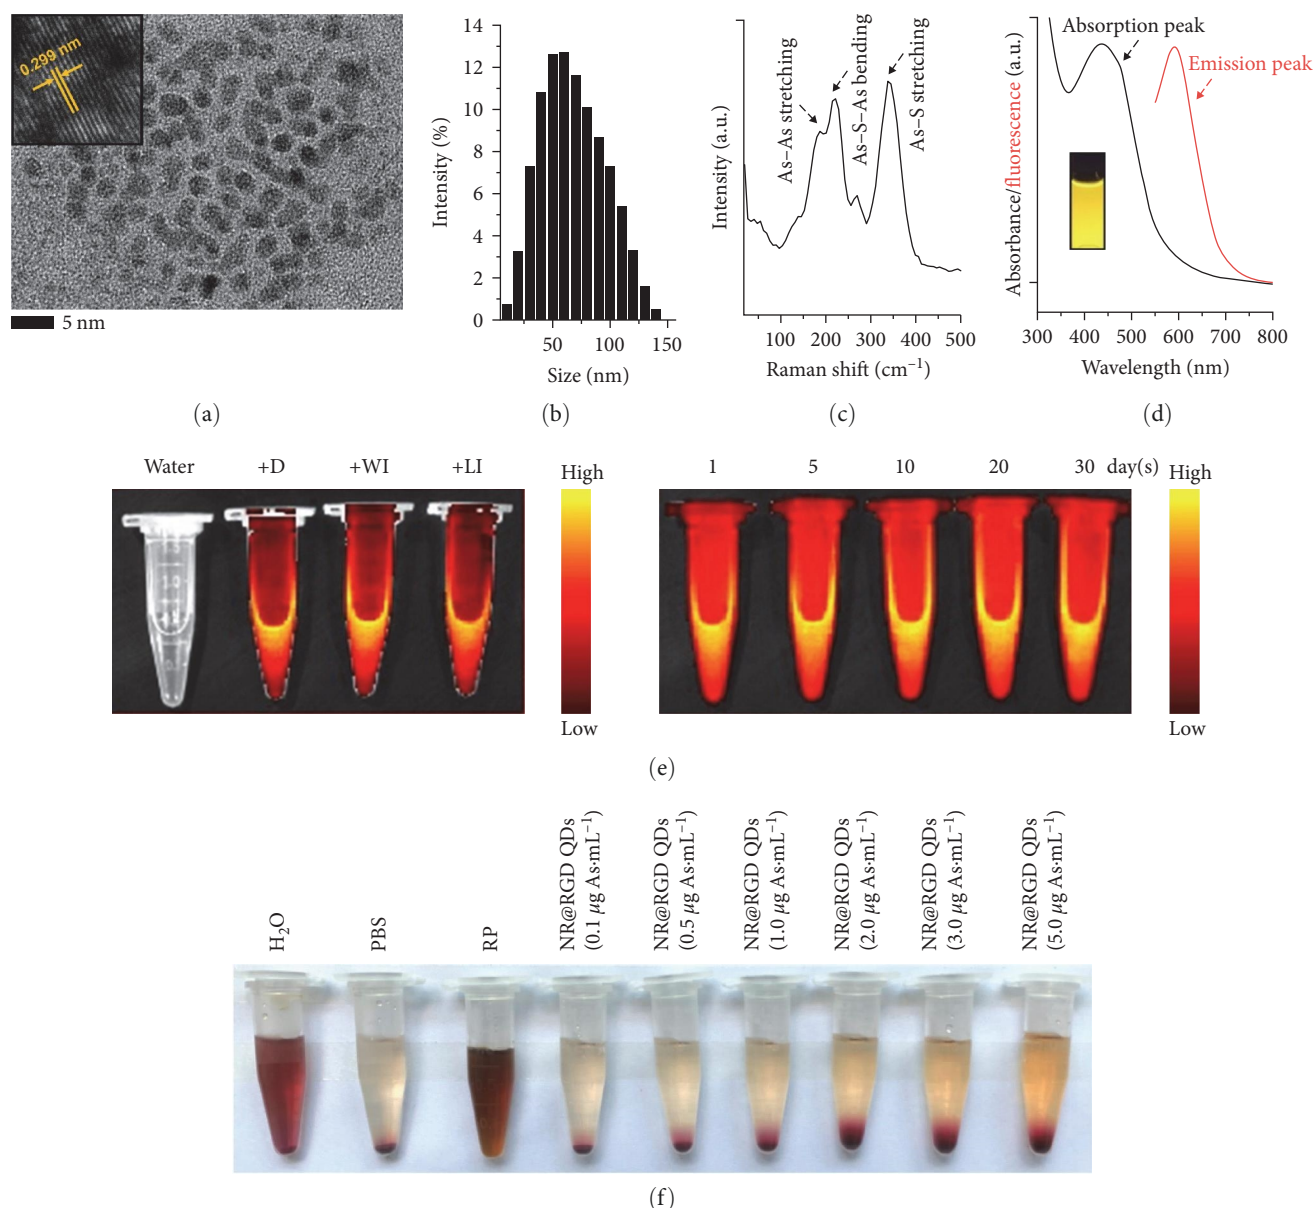 0.299 nm
5 nm
(a)
Intensity (%)
14
12
10
8
6
4
2
0
50
100
150
Size (nm)
(b)
Intensity (a.u.)
As–As stretching
As–S–As bending
As–S stretching
100
200
300
400
500
Raman shift (cm⁻¹)
(c)
Absorbance/fluorescence (a.u.)
Absorption peak
Emission peak
300
400
500
600
700
800
Wavelength (nm)
(d)
Water
+D
+WI
+LI
High
Low
1
5
10
20
30
day(s)
High
Low
(e)
H₂O
PBS
RP
NR@RGD QDs
(0.1 μg As·mL⁻¹)
NR@RGD QDs
(0.5 μg As·mL⁻¹)
NR@RGD QDs
(1.0 μg As·mL⁻¹)
NR@RGD QDs
(2.0 μg As·mL⁻¹)
NR@RGD QDs
(3.0 μg As·mL⁻¹)
NR@RGD QDs
(5.0 μg As·mL⁻¹)
(f)